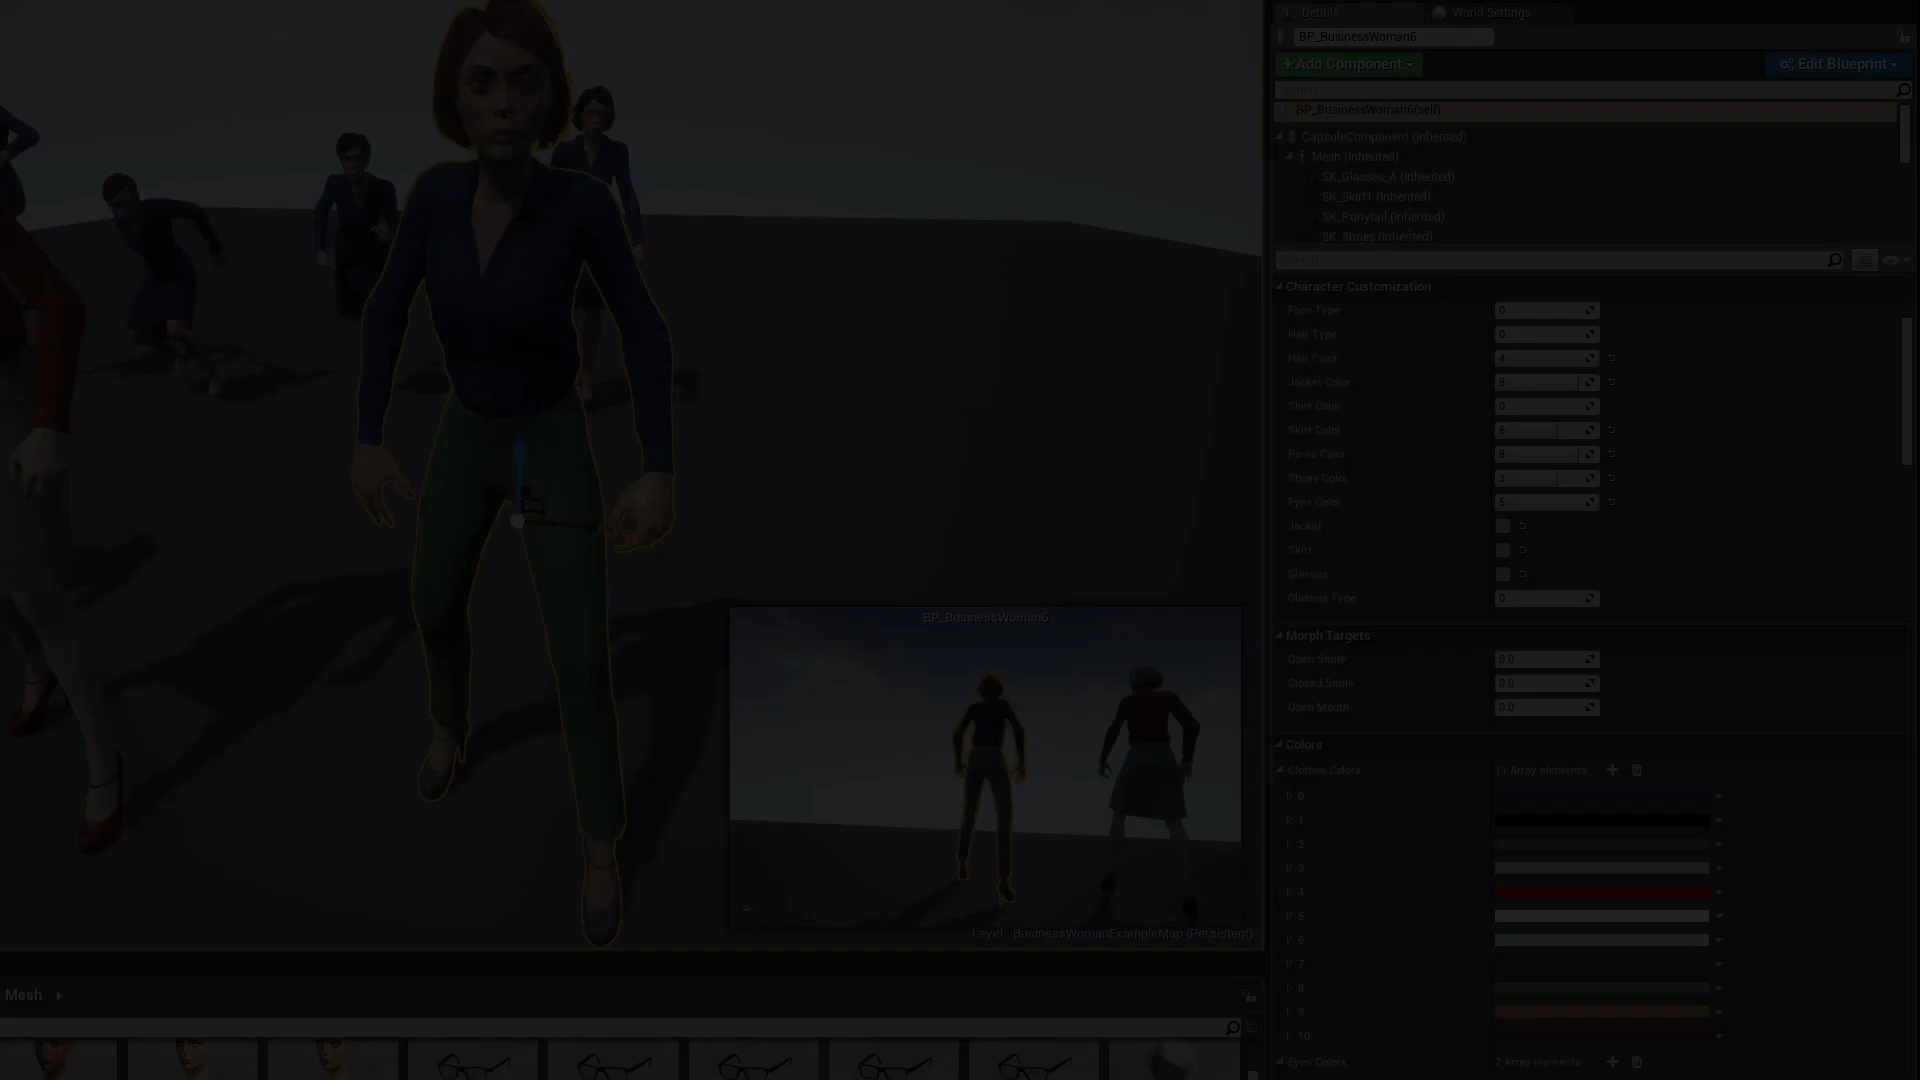 Details
World Settings
BP_BusinessWoman6
+Add Component
Edit Blueprint
BP_BusinessWoman6(self)
CapsuleComponent (Inherited)
Mesh (Inherited)
SK_Glasses_A (Inherited)
SK_Skirt1 (Inherited)
SK_Ponytail (Inherited)
SK_Shoes (Inherited)
Search
Character Customization
Face Type 0
Hair Type 0
Hair Color 4
Jacket Color
Shirt Color 0
Skirt Color 6
Pants Color 8
Shoes Color 3
Eyes Color 5
Jacket
Skirt
Glasses
Glasses Type 0
Morph Targets
Open Smile 0.0
Closed Smile 0.0
Open Mouth 0.0
Colors
Clothes Colors 11 Array elements
0
1
2
3
4
5
6
7
8
9
10
Eyes Colors 7 Array elements
BP_BusinessWoman6
Level: BusinessWomanExampleMap (Persistent)
Mesh